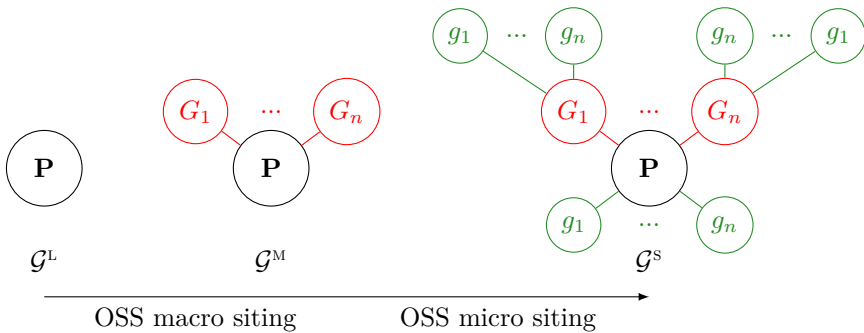 g₁ ... gₙ gₙ ... g₁
G₁ ... Gₙ G₁ ... Gₙ
P P P
g₁ ... gₙ
𝒢ᴸ 𝒢ᴹ 𝒢ˢ
OSS macro siting OSS micro siting